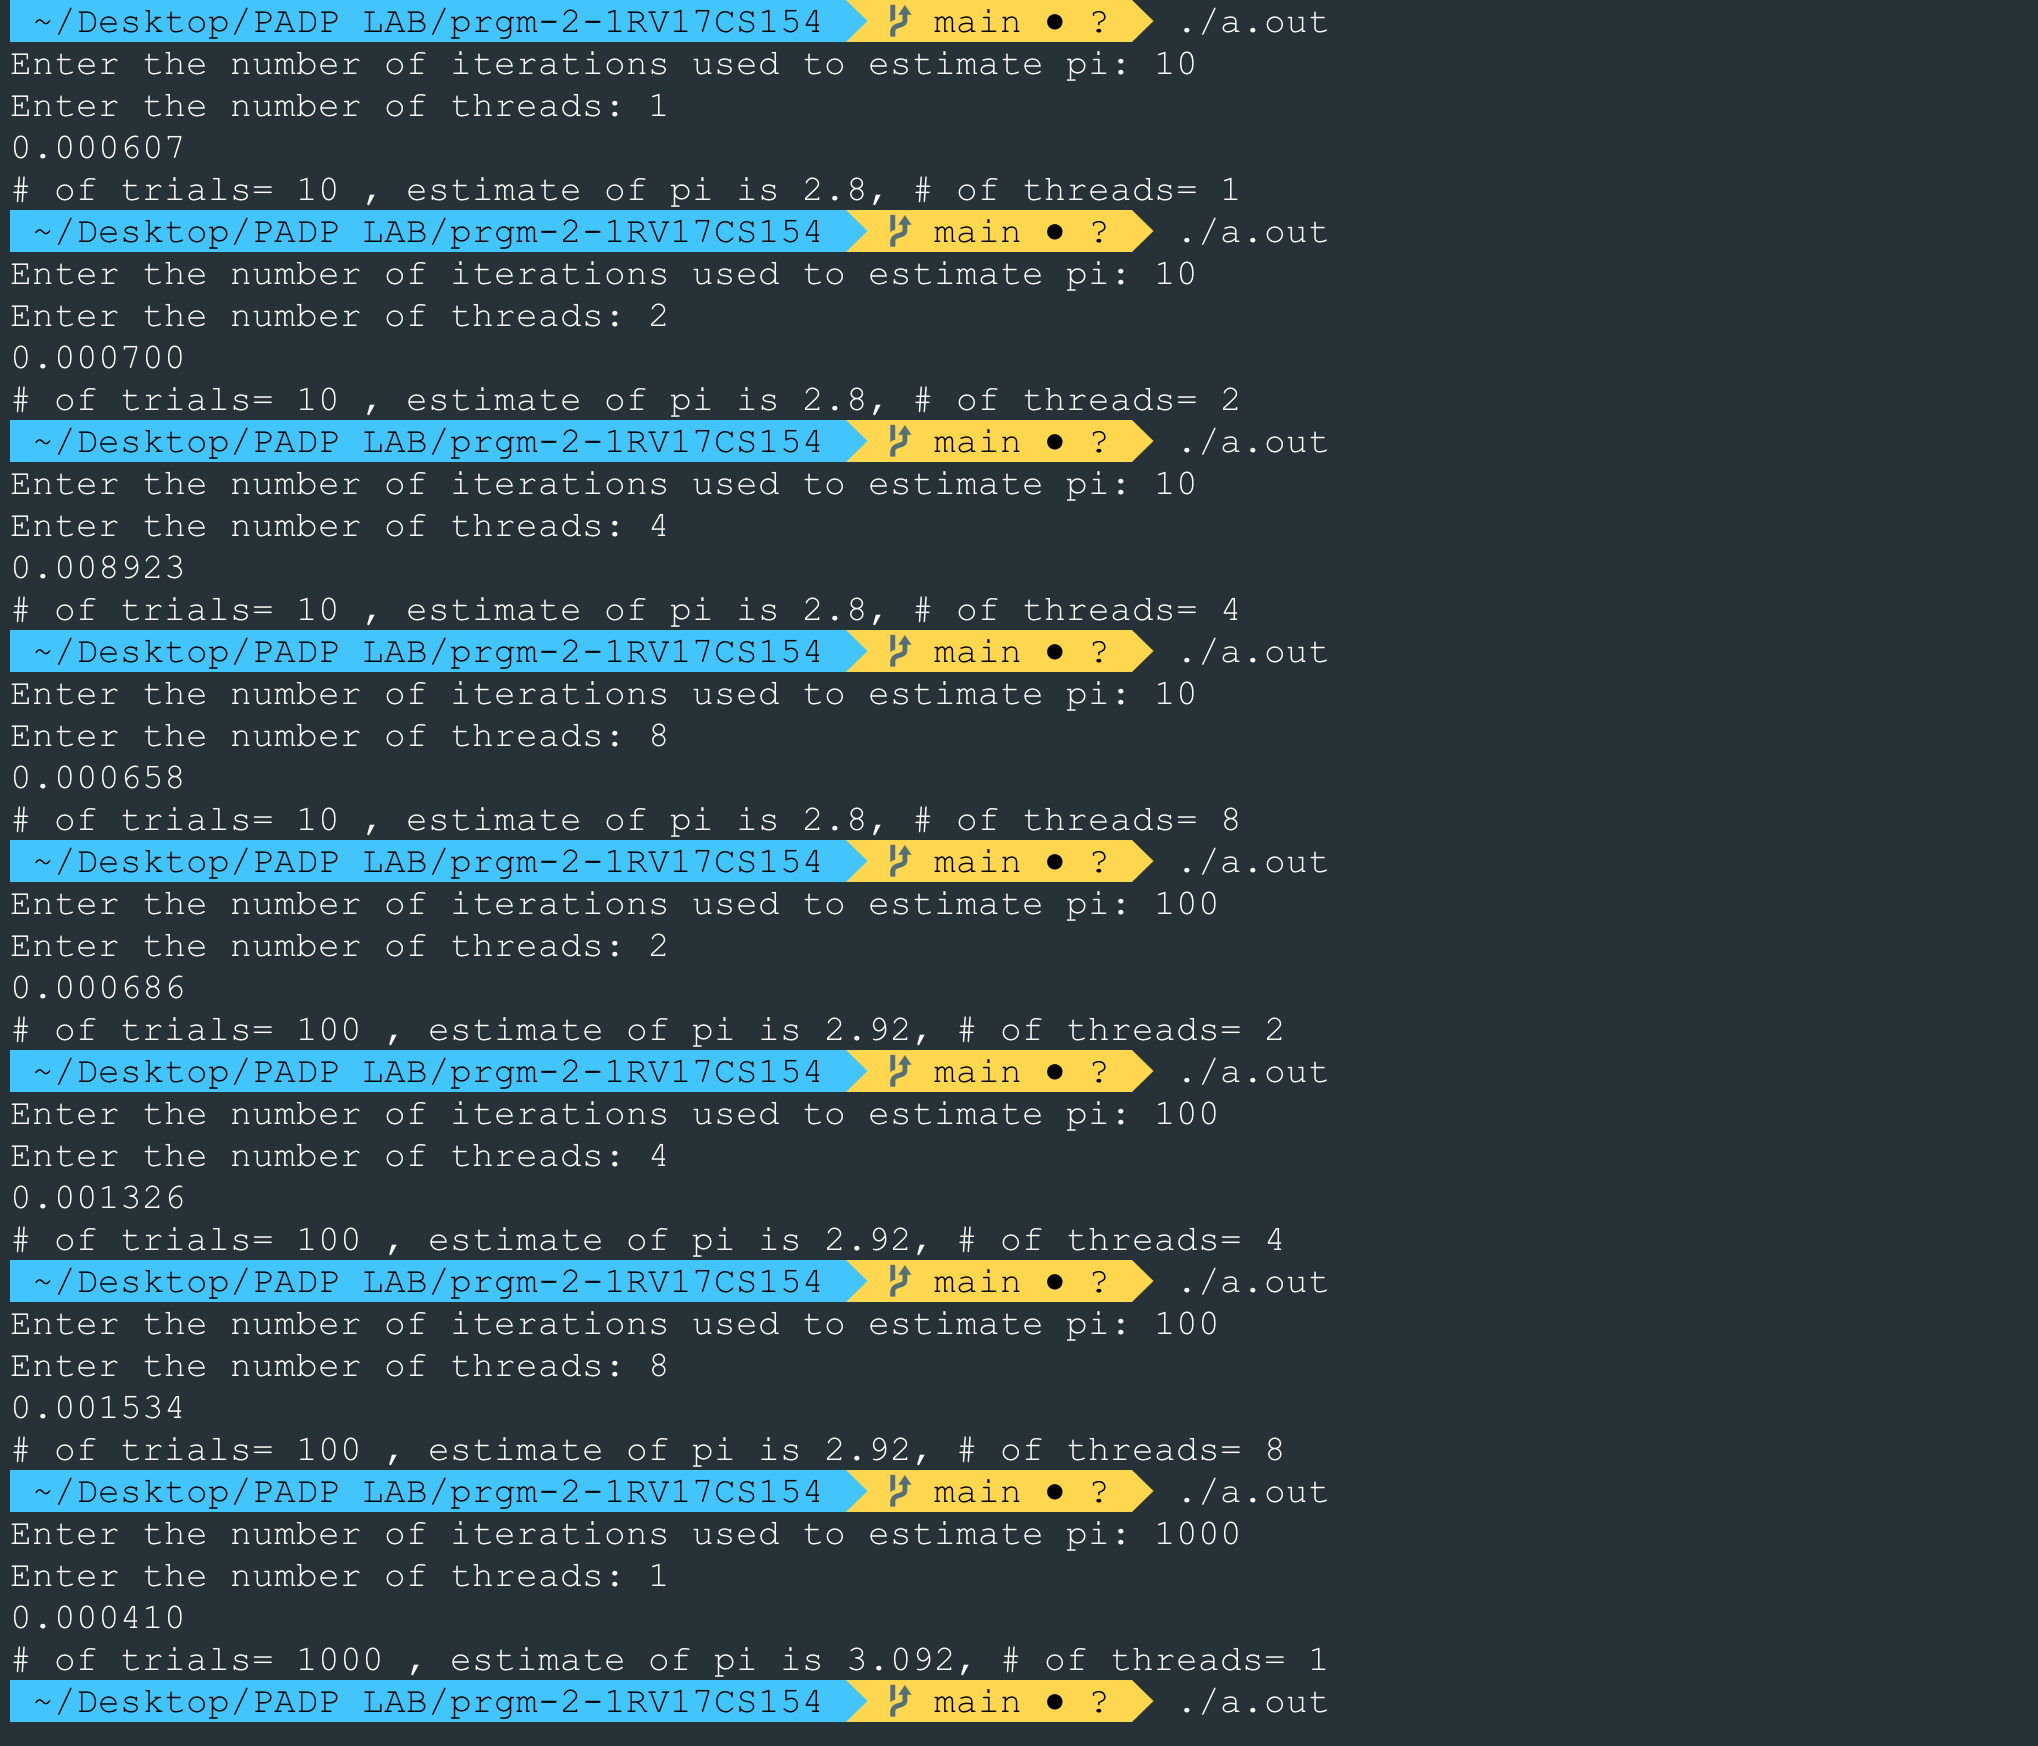 ~/Desktop/PADP LAB/prgm-2-1RV17CS154 main ● ? ./a.out
Enter the number of iterations used to estimate pi: 10
Enter the number of threads: 1
0.000607
# of trials= 10 , estimate of pi is 2.8, # of threads= 1
~/Desktop/PADP LAB/prgm-2-1RV17CS154 main ● ? ./a.out
Enter the number of iterations used to estimate pi: 10
Enter the number of threads: 2
0.000700
# of trials= 10 , estimate of pi is 2.8, # of threads= 2
~/Desktop/PADP LAB/prgm-2-1RV17CS154 main ● ? ./a.out
Enter the number of iterations used to estimate pi: 10
Enter the number of threads: 4
0.008923
# of trials= 10 , estimate of pi is 2.8, # of threads= 4
~/Desktop/PADP LAB/prgm-2-1RV17CS154 main ● ? ./a.out
Enter the number of iterations used to estimate pi: 10
Enter the number of threads: 8
0.000658
# of trials= 10 , estimate of pi is 2.8, # of threads= 8
~/Desktop/PADP LAB/prgm-2-1RV17CS154 main ● ? ./a.out
Enter the number of iterations used to estimate pi: 100
Enter the number of threads: 2
0.000686
# of trials= 100 , estimate of pi is 2.92, # of threads= 2
~/Desktop/PADP LAB/prgm-2-1RV17CS154 main ● ? ./a.out
Enter the number of iterations used to estimate pi: 100
Enter the number of threads: 4
0.001326
# of trials= 100 , estimate of pi is 2.92, # of threads= 4
~/Desktop/PADP LAB/prgm-2-1RV17CS154 main ● ? ./a.out
Enter the number of iterations used to estimate pi: 100
Enter the number of threads: 8
0.001534
# of trials= 100 , estimate of pi is 2.92, # of threads= 8
~/Desktop/PADP LAB/prgm-2-1RV17CS154 main ● ? ./a.out
Enter the number of iterations used to estimate pi: 1000
Enter the number of threads: 1
0.000410
# of trials= 1000 , estimate of pi is 3.092, # of threads= 1
~/Desktop/PADP LAB/prgm-2-1RV17CS154 main ● ? ./a.out